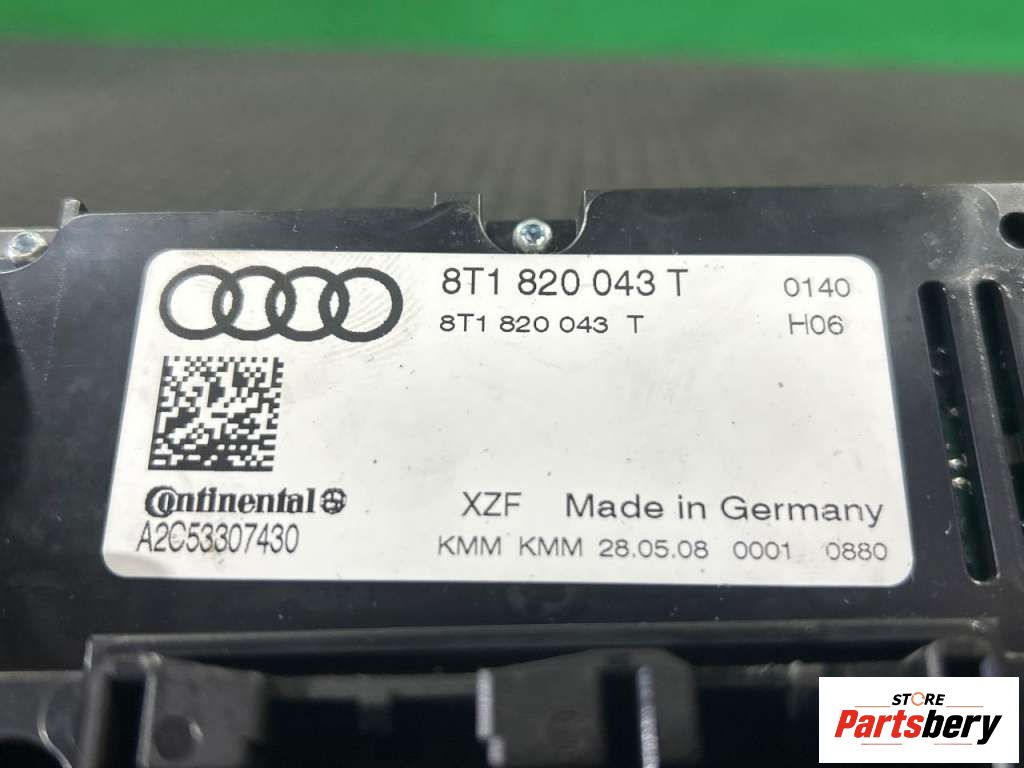 8T1 820 043 T 0140
8T1 820 043 T H06
Continental
A2C53307430
XZF Made in Germany
KMM KMM 28.05.08 0001 0880
STORE
Partsbery